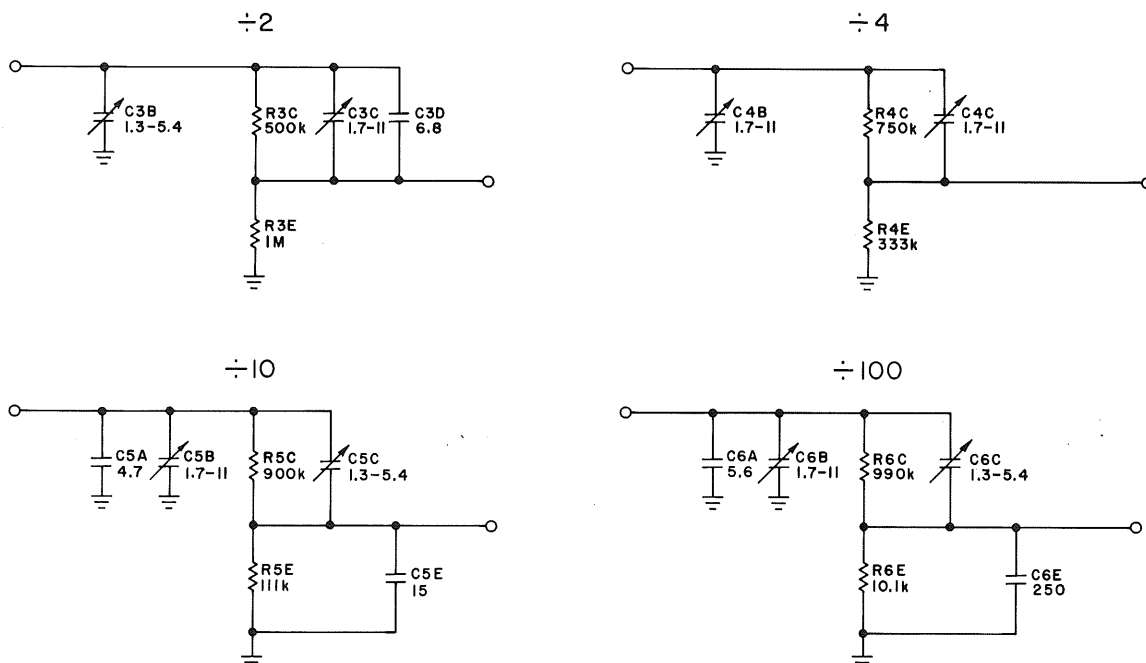 ÷2
C3B
1.3-5.4
R3C
500k
C3C
1.7-11
C3D
6.8
R3E
1M
÷4
C4B
1.7-11
R4C
750k
C4C
1.7-11
R4E
333k
÷10
C5A
4.7
C5B
1.7-11
R5C
900k
C5C
1.3-5.4
R5E
111k
C5E
15
÷100
C6A
5.6
C6B
1.7-11
R6C
990k
C6C
1.3-5.4
R6E
10.1k
C6E
250